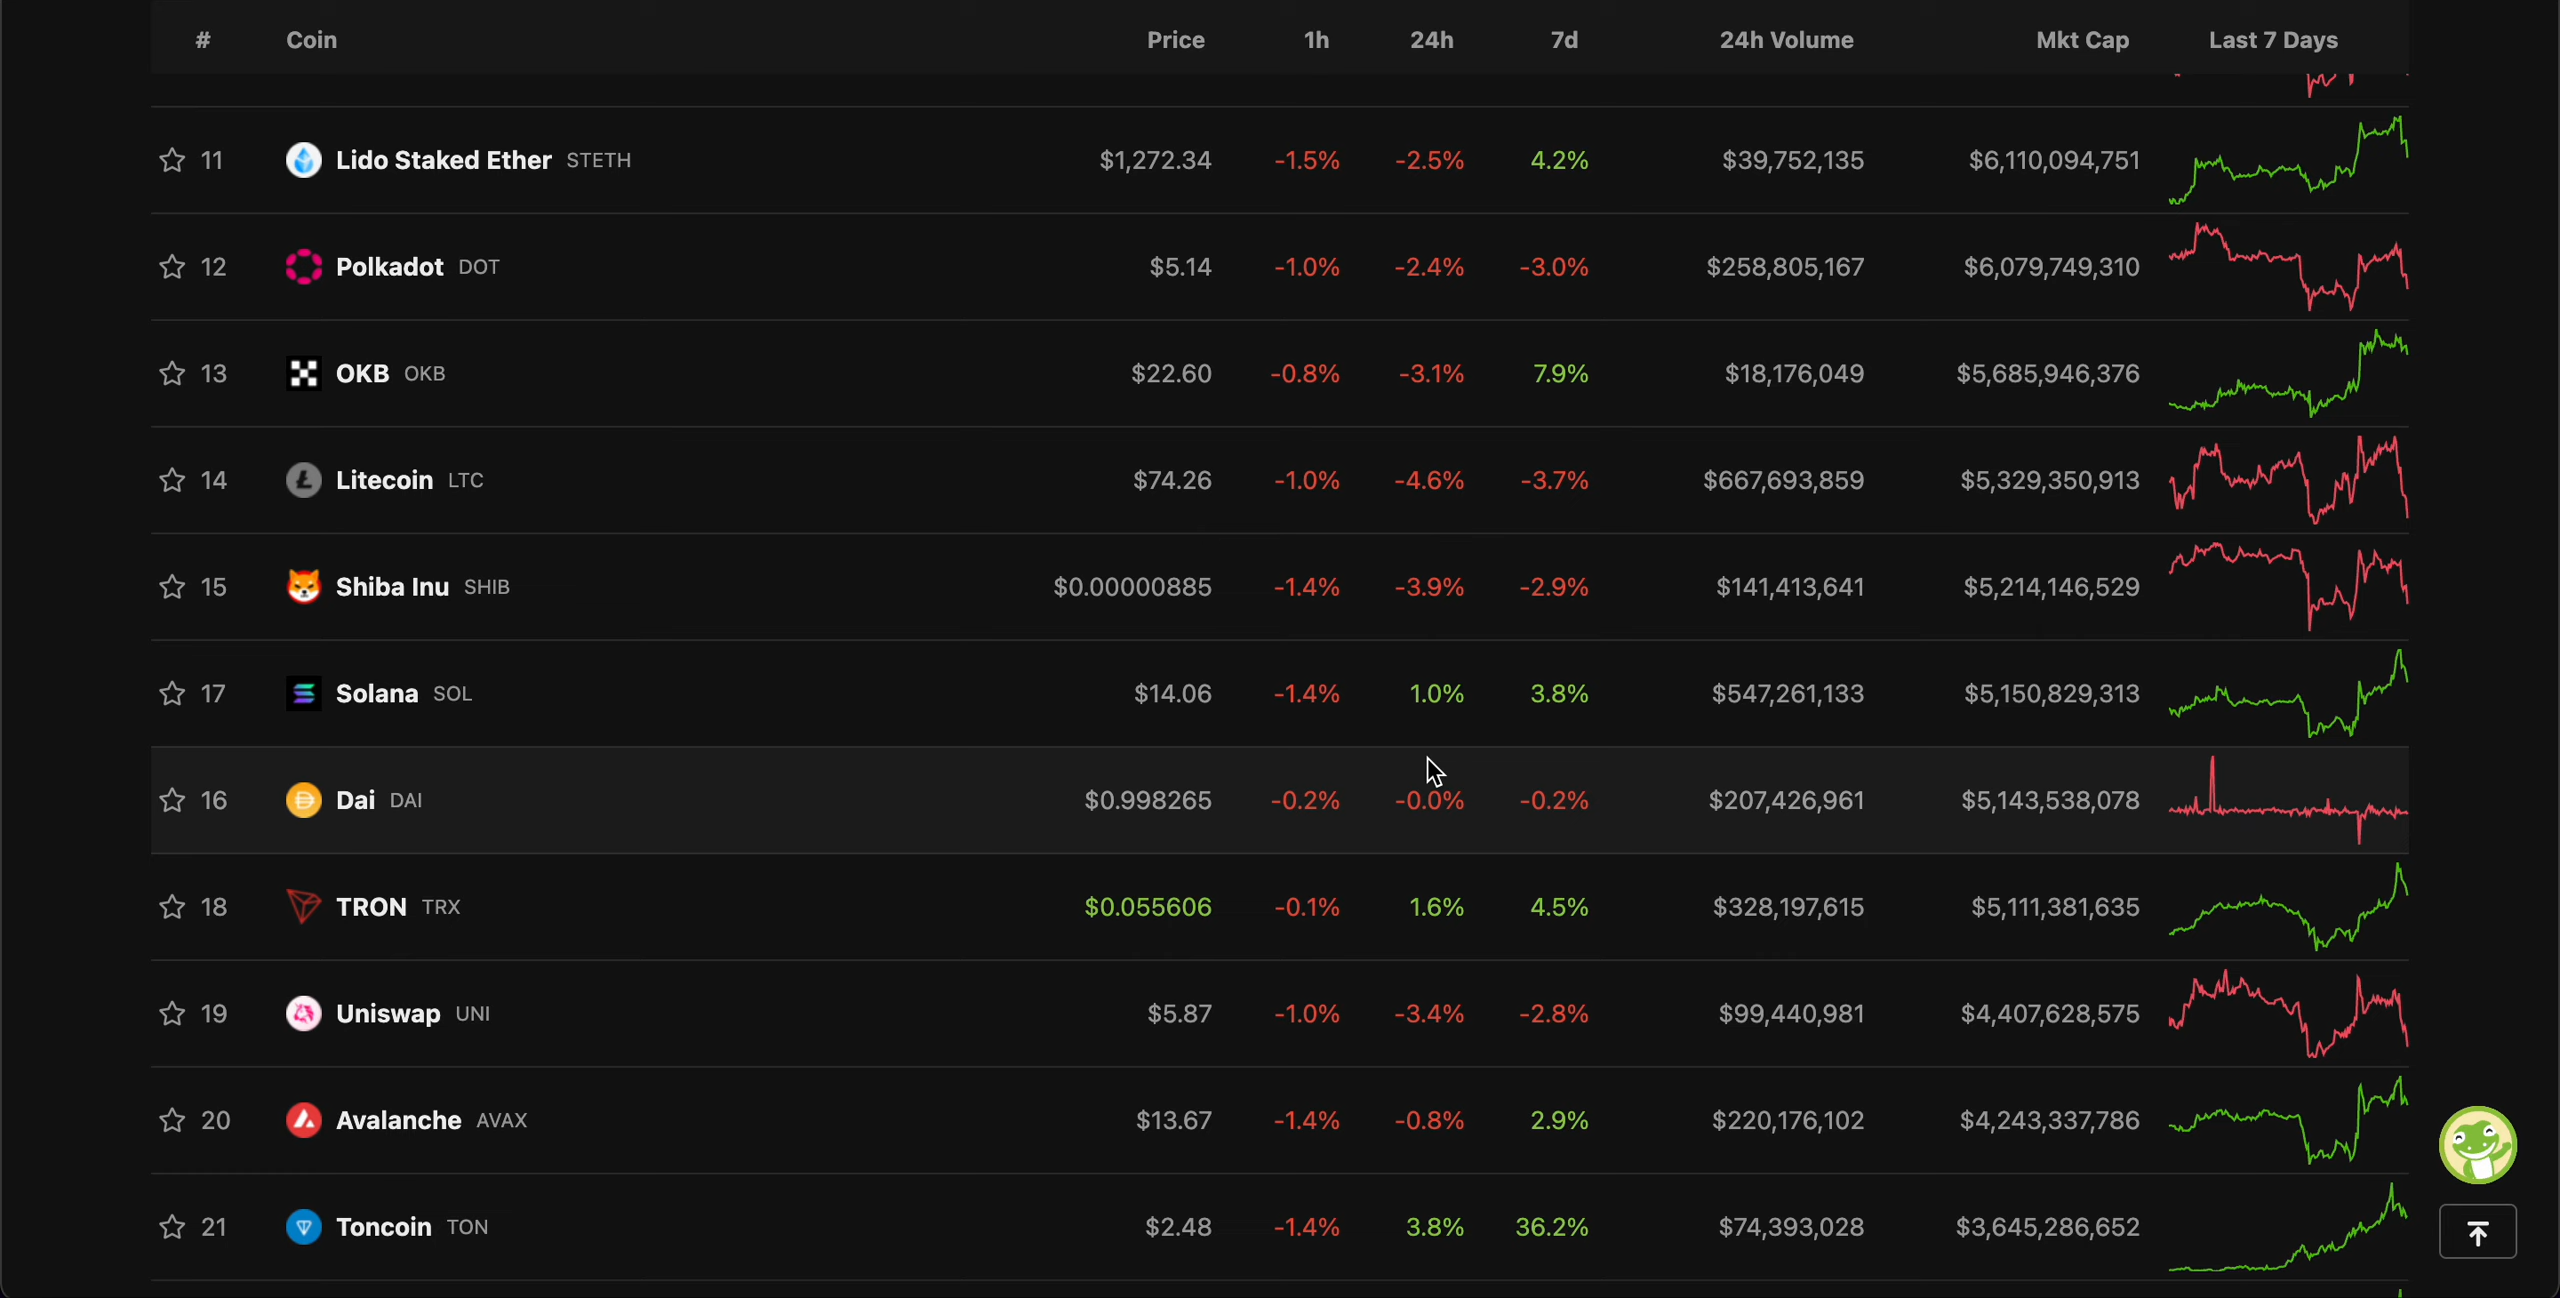 # Coin Price 1h 24h 7d 24h Volume Mkt Cap Last 7 Days
11 Lido Staked Ether STETH $1,272.34 -1.5% -2.5% 4.2% $39,752,135 $6,110,094,751
12 Polkadot DOT $5.14 -1.0% -2.4% -3.0% $258,805,167 $6,079,749,310
13 OKB OKB $22.60 -0.8% -3.1% 7.9% $18,176,049 $5,685,946,376
14 Litecoin LTC $74.26 -1.0% -4.6% -3.7% $667,693,859 $5,329,350,913
15 Shiba Inu SHIB $0.00000885 -1.4% -3.9% -2.9% $141,413,641 $5,214,146,529
17 Solana SOL $14.06 -1.4% 1.0% 3.8% $547,261,133 $5,150,829,313
16 Dai DAI $0.998265 -0.2% -0.0% -0.2% $207,426,961 $5,143,538,078
18 TRON TRX $0.055606 -0.1% 1.6% 4.5% $328,197,615 $5,111,381,635
19 Uniswap UNI $5.87 -1.0% -3.4% -2.8% $99,440,981 $4,407,628,575
20 Avalanche AVAX $13.67 -1.4% -0.8% 2.9% $220,176,102 $4,243,337,786
21 Toncoin TON $2.48 -1.4% 3.8% 36.2% $74,393,028 $3,645,286,652